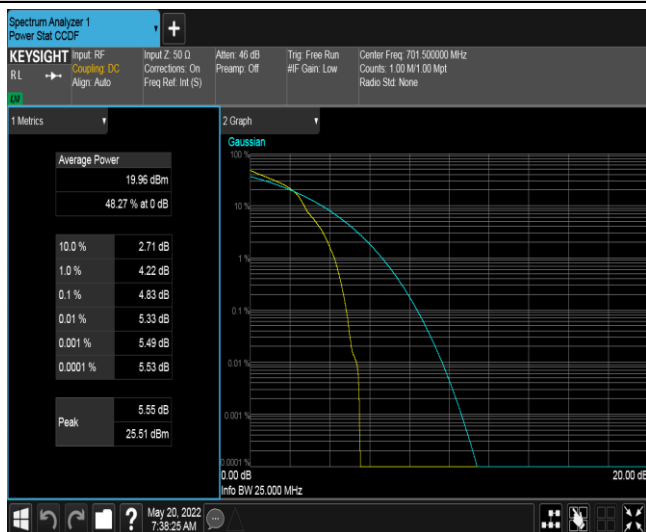 Spectrum Analyzer 1
Power Stat CCDF
+
KEYSIGHT
RL
Input: RF
Coupling: DC
Align: Auto
Input Z: 50 Ω
Corrections: On
Freq Ref: Int (S)
Atten: 46 dB
Preamp: Off
Trig: Free Run
#IF Gain: Low
Center Freq: 701.500000 MHz
Counts: 1.00 M/1.00 Mpt
Radio Std: None
1 Metrics
Average Power
19.96 dBm
48.27 % at 0 dB
10.0 % 2.71 dB
1.0 % 4.22 dB
0.1 % 4.83 dB
0.01 % 5.33 dB
0.001 % 5.49 dB
0.0001 % 5.53 dB
Peak
5.55 dB
25.51 dBm
2 Graph
Gaussian
100 %
10 %
1 %
0.1 %
0.01 %
0.001 %
0.0001 %
0.00 dB
20.00 dB
Info BW 25.000 MHz
?
May 20, 2022
7:38:25 AM